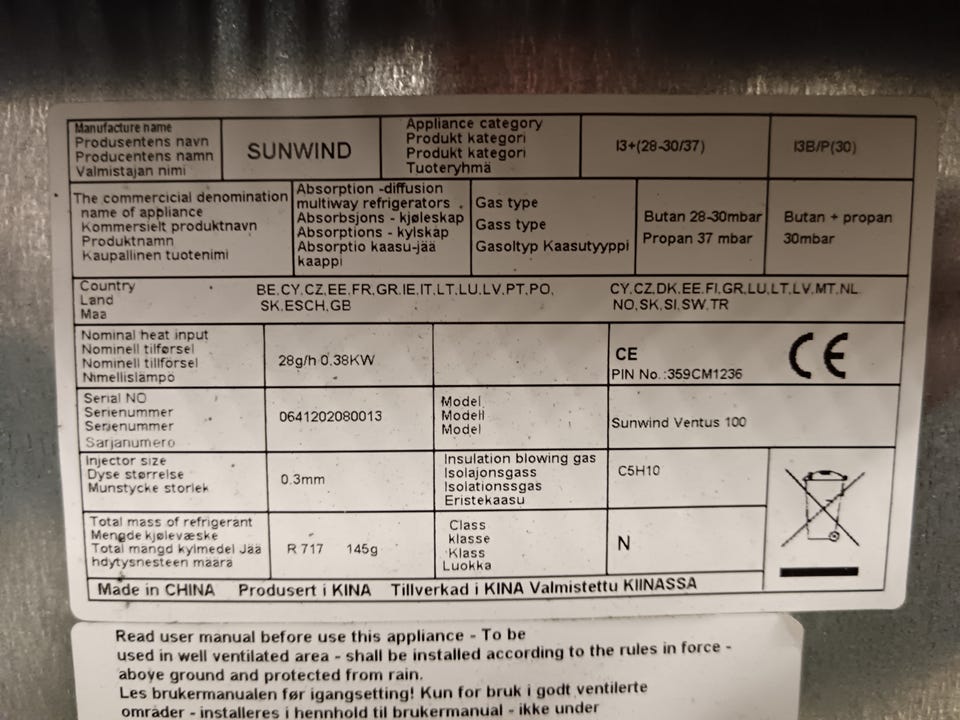 Manufacture name
Produsentens navn
Producentens namn
Valmistajan nimi
SUNWIND
Appliance category
Produkt kategori
Produkt kategori
Tuoteryhmä
I3+(28-30/37)
I3B/P(30)
The commercicial denomination
name of appliance
Kommersielt produktnavn
Produktnamn
Kaupallinen tuotenimi
Absorption -diffusion
multiway refrigerators
Absorbsjons - kjøleskap
Absorptions - kylskåp
Absorptio kaasu-jää
kaappi
Gas type
Gass type
Gasoltyp Kaasutyyppi
Butan 28-30mbar
Propan 37 mbar
Butan + propan
30mbar
Country
Land
Maa
BE,CY,CZ,EE,FR,GR,IE,IT,LT,LU,LV,PT,PO,
SK,ESCH,GB
CY,CZ,DK,EE,FI,GR,LU,LT,LV,MT,NL
NO,SK,SI,SW,TR
Nominal heat input
Nominell tilførsel
Nominell tillförsel
Nimellislämpö
28g/h 0.38KW
CE
PIN No.:359CM1236
CE
Serial NO
Serienummer
Serienummer
Sarjanumero
0641202080013
Model
Modell
Model
Sunwind Ventus 100
Injector size
Dyse størrelse
Munstycke storlek
0.3mm
Insulation blowing gas
Isolajonsgass
Isolationssgas
Eristekaasu
C5H10
Total mass of refrigerant
Mengde kjølevæske
Total mängd kylmedel Jää
hdytysnesteen määrä
R 717 145g
Class
klasse
Klass
Luokka
N
Made in CHINA Produsert i KINA Tillverkad i KINA Valmistettu KIINASSA
Read user manual before use this appliance - To be
used in well ventilated area - shall be installed according to the rules in force -
above ground and protected from rain.
Les brukermanualen før igangsetting! Kun for bruk i godt ventilerte
områder - installeres i hennhold til brukermanual - ikke under